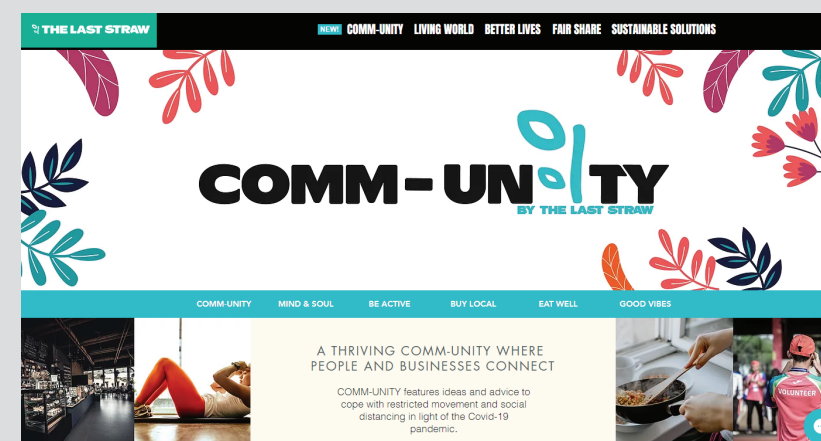 THE LAST STRAW
NEW! COMM-UNITY LIVING WORLD BETTER LIVES FAIR SHARE SUSTAINABLE SOLUTIONS
COMM-UNITY
BY THE LAST STRAW
COMM-UNITY MIND & SOUL BE ACTIVE BUY LOCAL EAT WELL GOOD VIBES
A THRIVING COMM-UNITY WHERE
PEOPLE AND BUSINESSES CONNECT
COMM-UNITY features ideas and advice to
cope with restricted movement and social
distancing in light of the Covid-19
pandemic.
VOLUNTEER